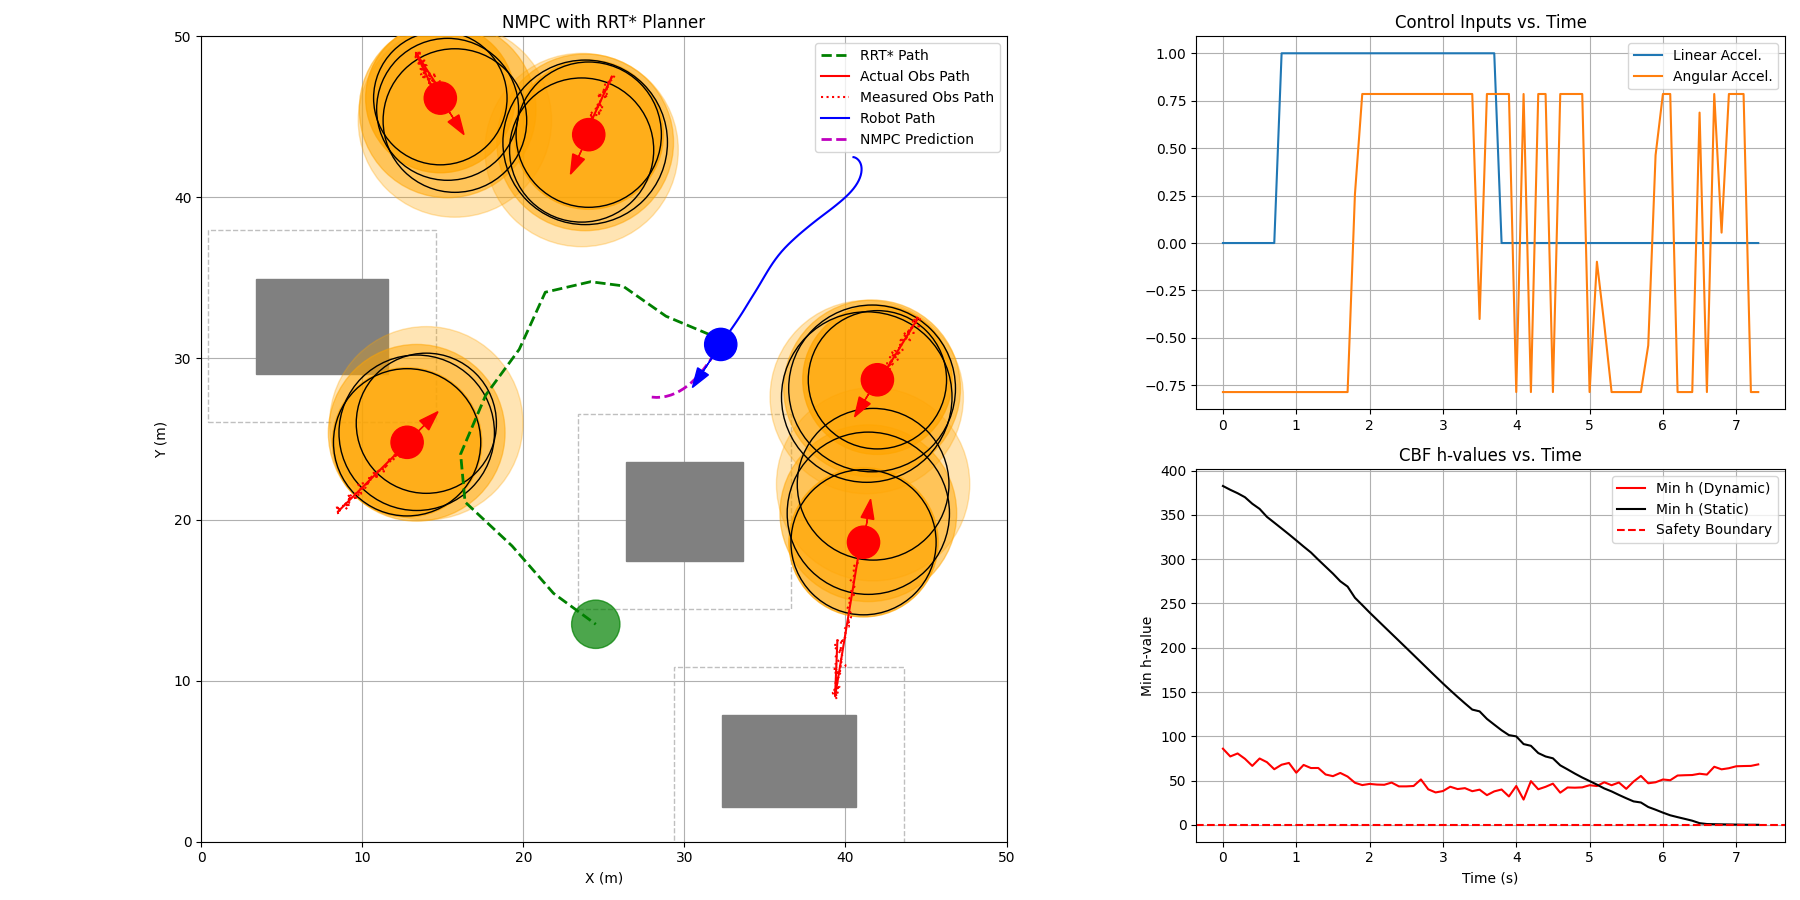 NMPC with RRT* Planner
50
40
30
20
10
0
Y (m)
0
10
20
30
40
50
X (m)
RRT* Path
Actual Obs Path
Measured Obs Path
Robot Path
NMPC Prediction
Control Inputs vs. Time
1.00
0.75
0.50
0.25
0.00
−0.25
−0.50
−0.75
0
1
2
3
4
5
6
7
Linear Accel.
Angular Accel.
CBF h-values vs. Time
400
350
300
250
200
150
100
50
0
Min h-value
0
1
2
3
4
5
6
7
Time (s)
Min h (Dynamic)
Min h (Static)
Safety Boundary